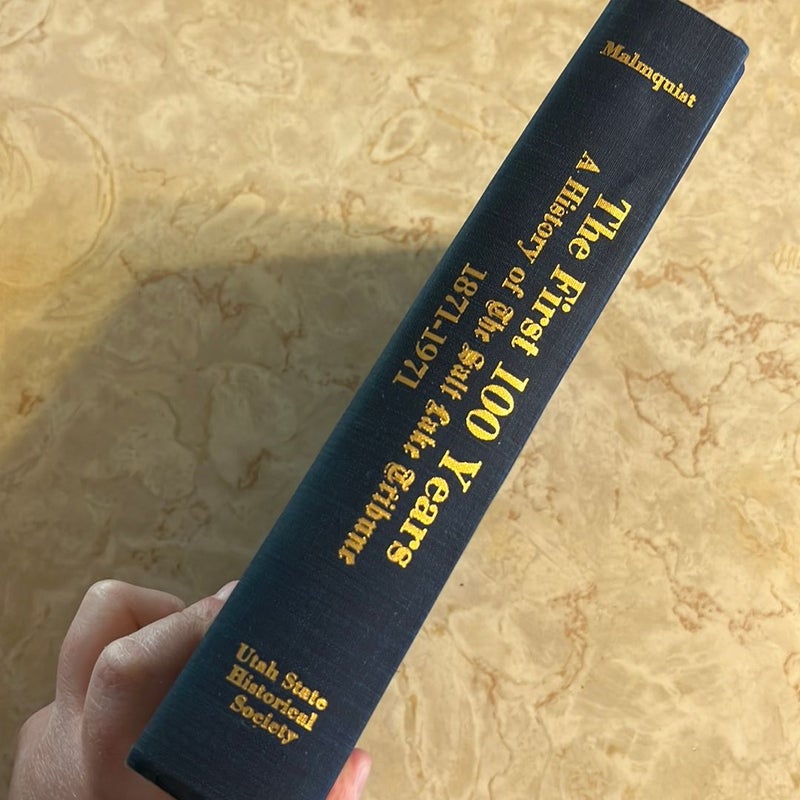 Malmquist
The First 100 Years
A History of The Salt Lake Tribune
1871-1971
Utah State
Historical
Society